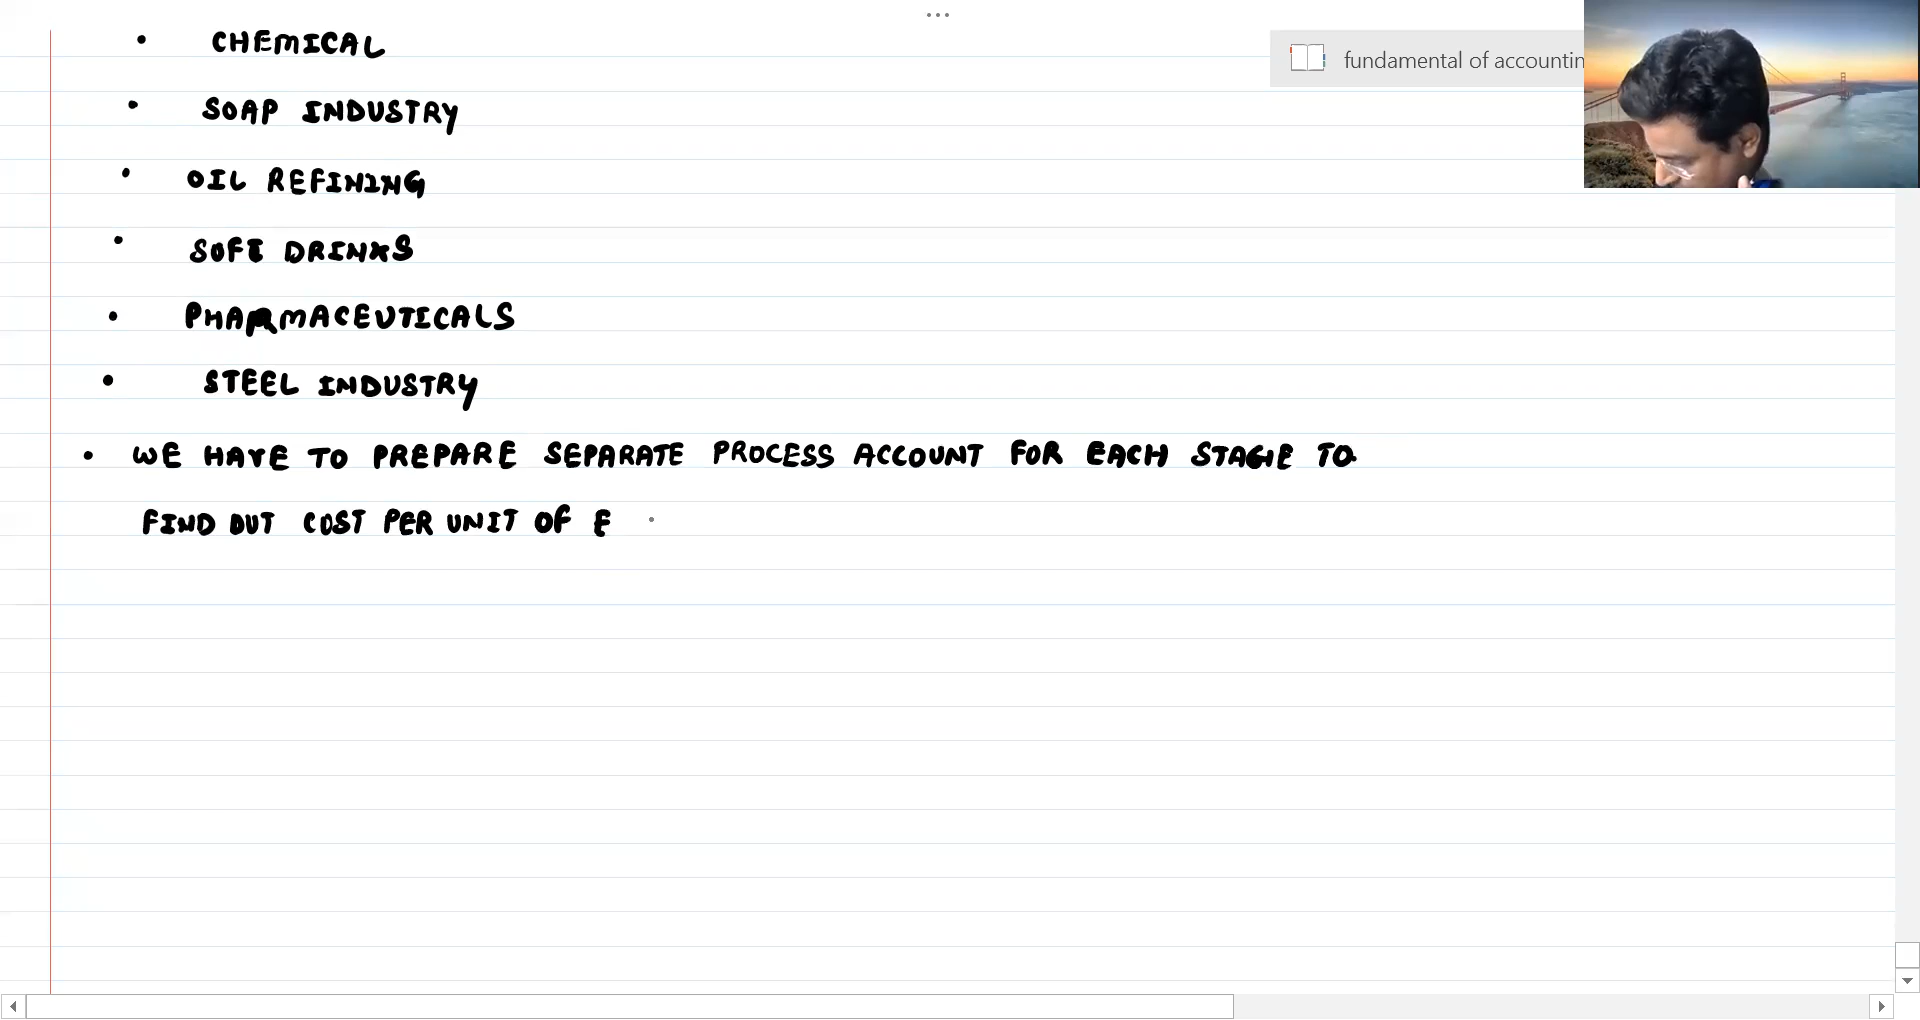 • CHEMICAL
fundamental of accountin
• SOAP INDUSTRY
• OIL REFINING
• SOFT DRINKS
• PHARMACEUTICALS
• STEEL INDUSTRY
• WE HAVE TO PREPARE SEPARATE PROCESS ACCOUNT FOR EACH STAGE TO
FIND OUT COST PER UNIT OF E